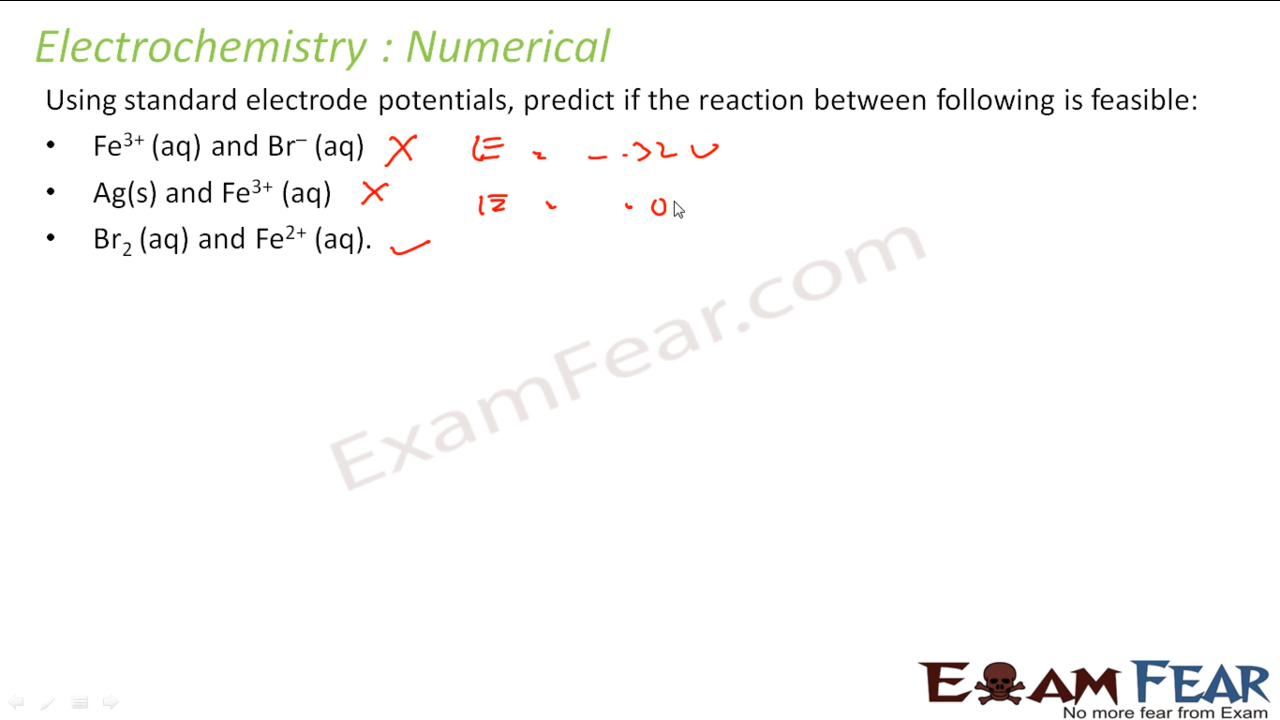 Electrochemistry : Numerical
Using standard electrode potentials, predict if the reaction between following is feasible:
• Fe³⁺ (aq) and Br⁻ (aq) X E = -.32 V
• Ag(s) and Fe³⁺ (aq) X E = .0
• Br₂ (aq) and Fe²⁺ (aq). ✓
ExamFear.com
EXAM FEAR
No more fear from Exam